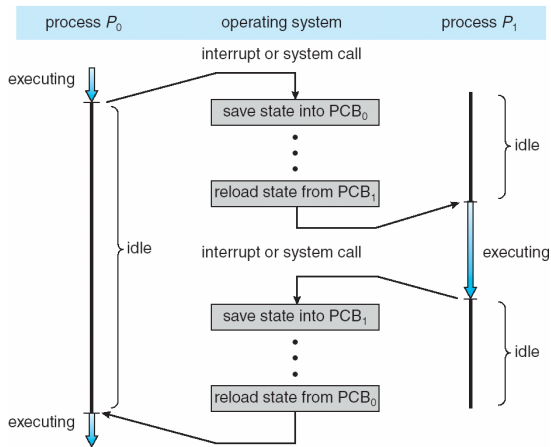 process P₀
operating system
process P₁
interrupt or system call
executing
save state into PCB₀
idle
reload state from PCB₁
idle
interrupt or system call
executing
save state into PCB₁
idle
reload state from PCB₀
executing